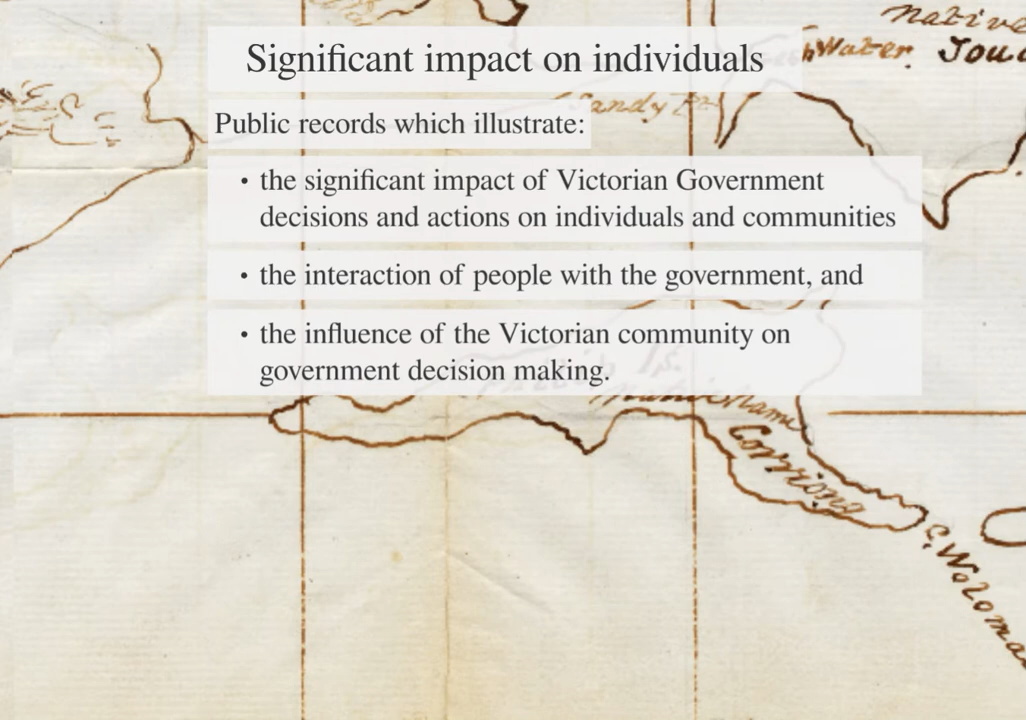 Significant impact on individuals
native
Water.
Sandy
Public records which illustrate:
• the significant impact of Victorian Government
decisions and actions on individuals and communities
• the interaction of people with the government, and
• the influence of the Victorian community on
government decision making.